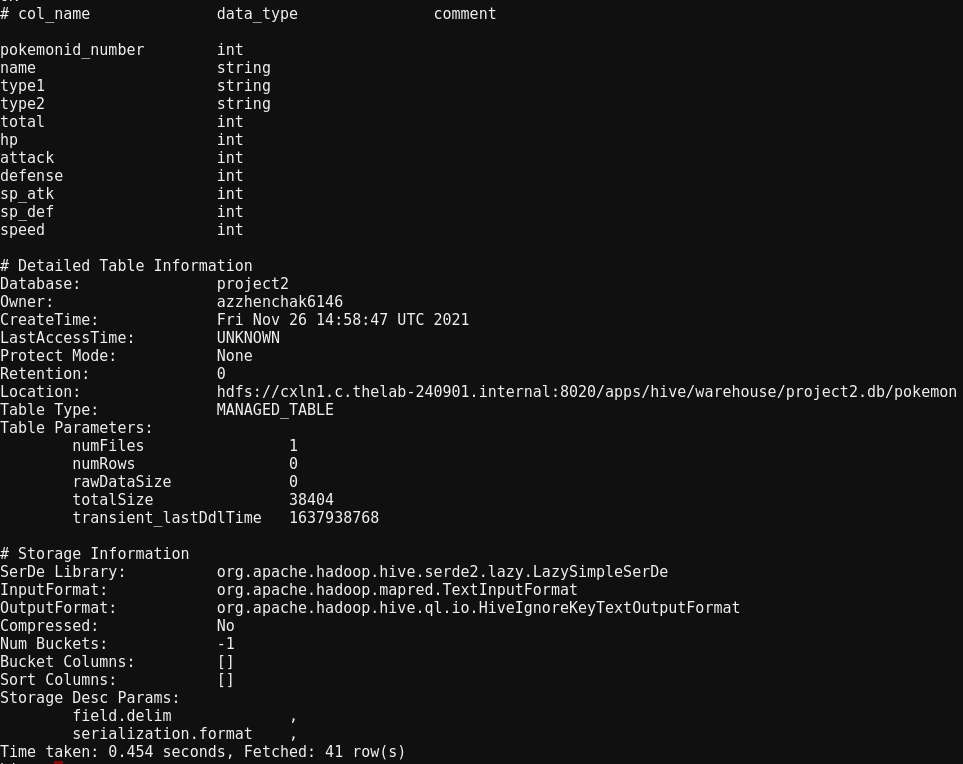 # col_name              data_type               comment
pokemonid_number        int
name                    string
type1                   string
type2                   string
total                   int
hp                      int
attack                  int
defense                 int
sp_atk                  int
sp_def                  int
speed                   int
# Detailed Table Information
Database:               project2
Owner:                  azzhenchak6146
CreateTime:             Fri Nov 26 14:58:47 UTC 2021
LastAccessTime:         UNKNOWN
Protect Mode:           None
Retention:              0
Location:               hdfs://cxln1.c.thelab-240901.internal:8020/apps/hive/warehouse/project2.db/pokemon
Table Type:             MANAGED_TABLE
Table Parameters:
        numFiles                1
        numRows                 0
        rawDataSize             0
        totalSize               38404
        transient_lastDdlTime   1637938768
# Storage Information
SerDe Library:          org.apache.hadoop.hive.serde2.lazy.LazySimpleSerDe
InputFormat:            org.apache.hadoop.mapred.TextInputFormat
OutputFormat:           org.apache.hadoop.hive.ql.io.HiveIgnoreKeyTextOutputFormat
Compressed:             No
Num Buckets:            -1
Bucket Columns:         []
Sort Columns:           []
Storage Desc Params:
        field.delim             ,
        serialization.format    ,
Time taken: 0.454 seconds, Fetched: 41 row(s)